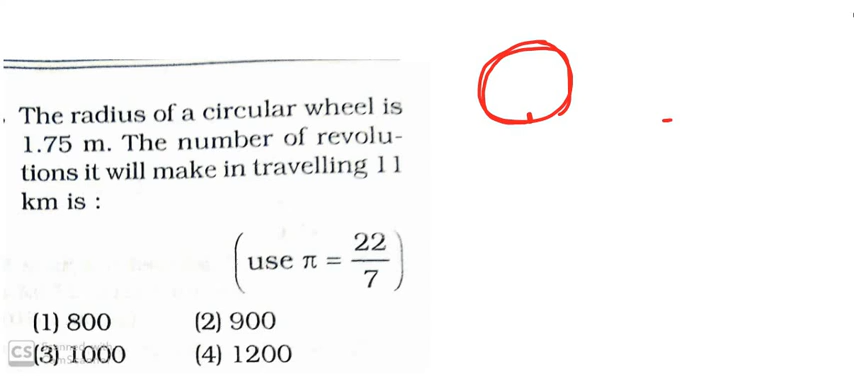 The radius of a circular wheel is
1.75 m. The number of revolu-
tions it will make in travelling 11
km is :
(use π = 22/7)
(1) 800 (2) 900
(3) 1000 (4) 1200
CS